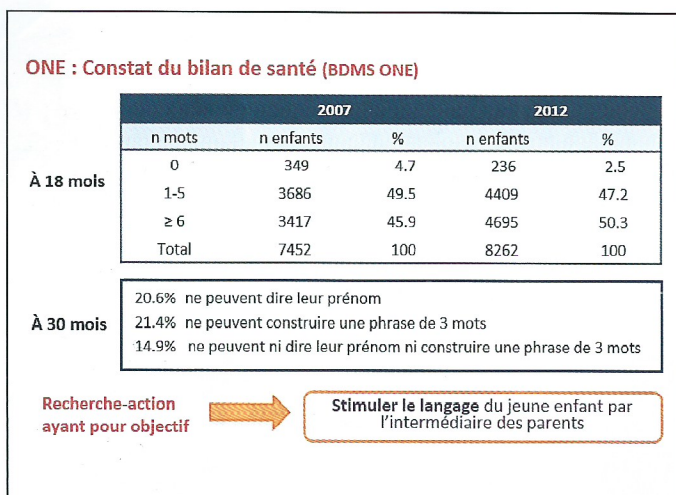 ONE : Constat du bilan de santé (BDMS ONE)
2007 2012
n mots n enfants % n enfants %
À 18 mois
0 349 4.7 236 2.5
1-5 3686 49.5 4409 47.2
≥ 6 3417 45.9 4695 50.3
Total 7452 100 8262 100
À 30 mois
20.6% ne peuvent dire leur prénom
21.4% ne peuvent construire une phrase de 3 mots
14.9% ne peuvent ni dire leur prénom ni construire une phrase de 3 mots
Recherche-action
ayant pour objectif
Stimuler le langage du jeune enfant par
l'intermédiaire des parents